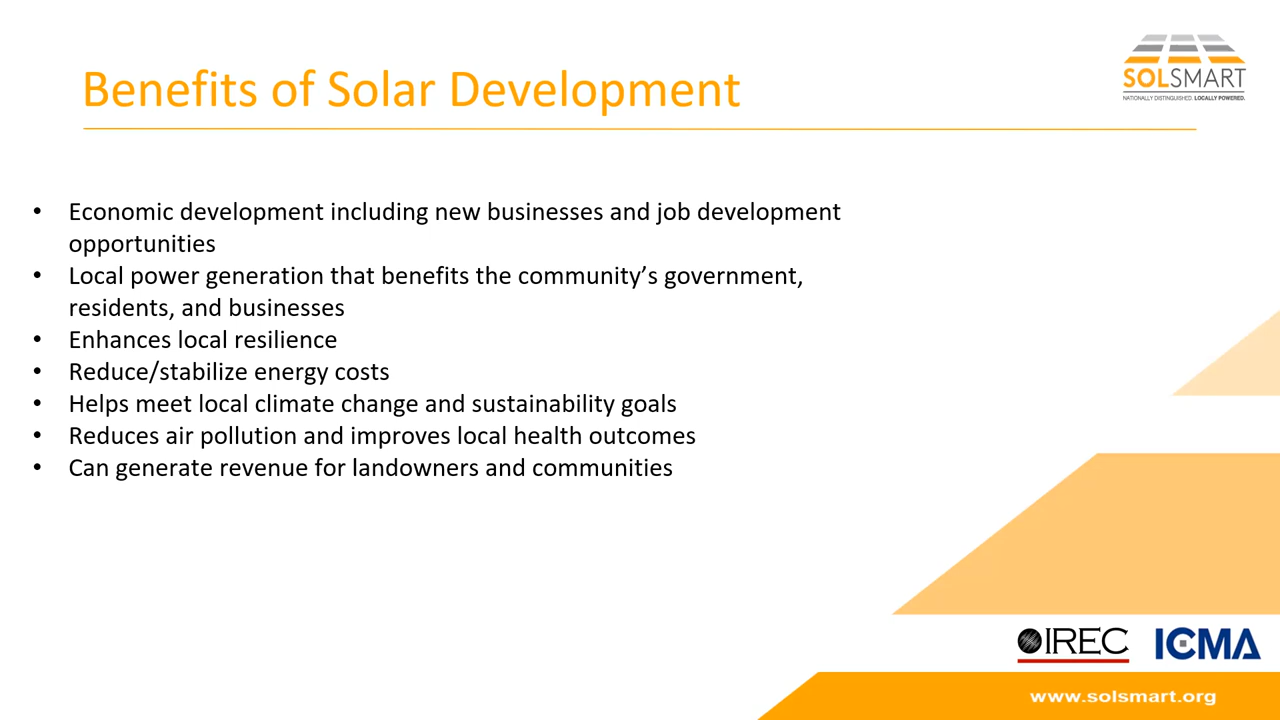 Benefits of Solar Development
SOLSMART
NATIONALLY DISTINGUISHED. LOCALLY POWERED.
• Economic development including new businesses and job development
opportunities
• Local power generation that benefits the community’s government,
residents, and businesses
• Enhances local resilience
• Reduce/stabilize energy costs
• Helps meet local climate change and sustainability goals
• Reduces air pollution and improves local health outcomes
• Can generate revenue for landowners and communities
IREC
ICMA
www.solsmart.org